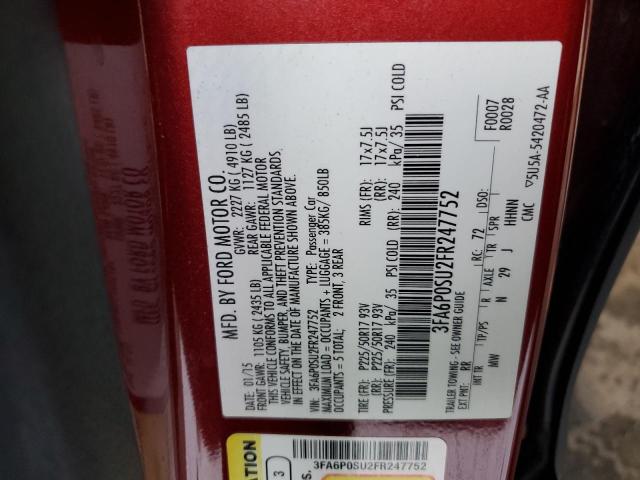 MFD. BY FORD MOTOR CO.
DATE: 01/15 GVWR: 2227 KG ( 4910 LB)
FRONT GAWR: 1105 KG ( 2435 LB) REAR GAWR: 1127 KG ( 2485 LB)
THIS VEHICLE CONFORMS TO ALL APPLICABLE FEDERAL MOTOR
VEHICLE SAFETY, BUMPER, AND THEFT PREVENTION STANDARDS
IN EFFECT ON THE DATE OF MANUFACTURE SHOWN ABOVE.
VIN: 3FA6P0SU2FR247752 TYPE: Passenger Car
MAXIMUM LOAD = OCCUPANTS + LUGGAGE = 385KG/ 850LB
OCCUPANTS = 5 TOTAL: 2 FRONT, 3 REAR
TIRE (FR): P225/50R17 93V RIMS (FR): 17x7.5J
(RR): P225/50R17 93V (RR): 17x7.5J
PRESSURE (FR): 240 kPa/ 35 PSI COLD (RR): 240 kPa/ 35 PSI COLD
3FA6P0SU2FR247752
TRAILER TOWING - SEE OWNER GUIDE F0007
EXT PNT: RR RC: 72 DSO: R0028
INT TR TP/PS R AXLE TR SPR
MW N 29 J HHNN
CMC ▽5U5A-5420472-AA
3FA6P0SU2FR247752
3